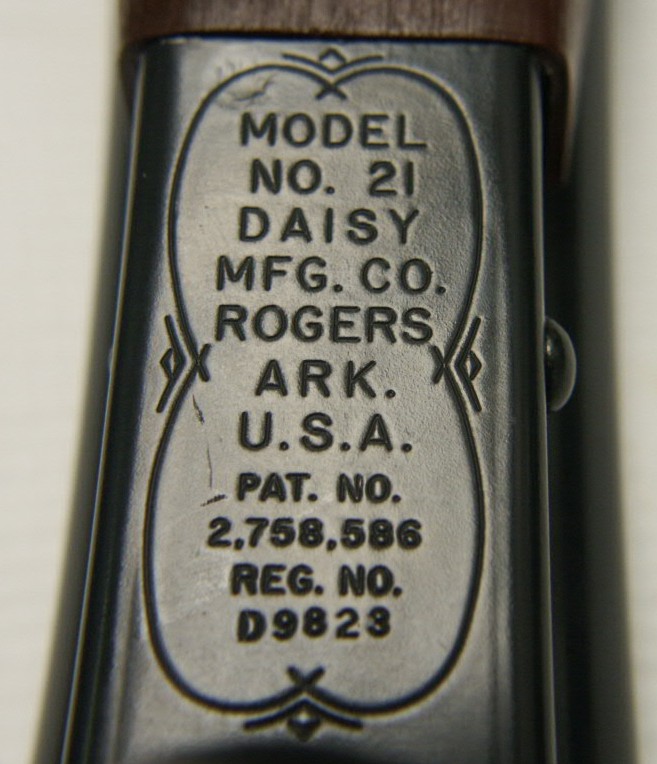 MODEL
NO. 21
DAISY
MFG. CO.
ROGERS
ARK.
U.S.A.
PAT. NO.
2,758,586
REG. NO.
D9823